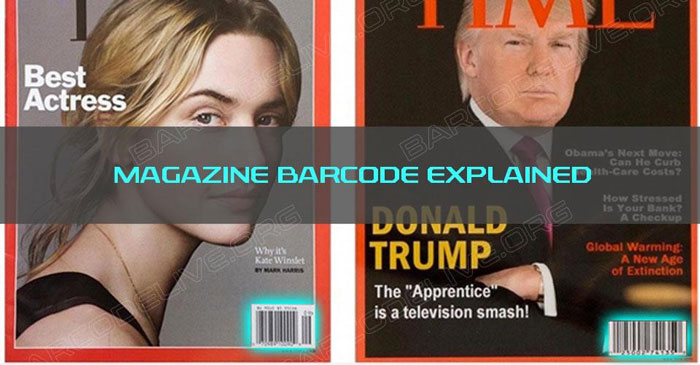 Best
Actress
Why it's
Kate Winslet
BY MARK HARRIS
TIME
MAGAZINE BARCODE EXPLAINED
Obama's Next Move:
Can He Curb
Health-Care Costs?
How Stressed
Is Your Bank?
A Checkup
Global Warming:
A New Age
of Extinction
DONALD
TRUMP
The "Apprentice"
is a television smash!